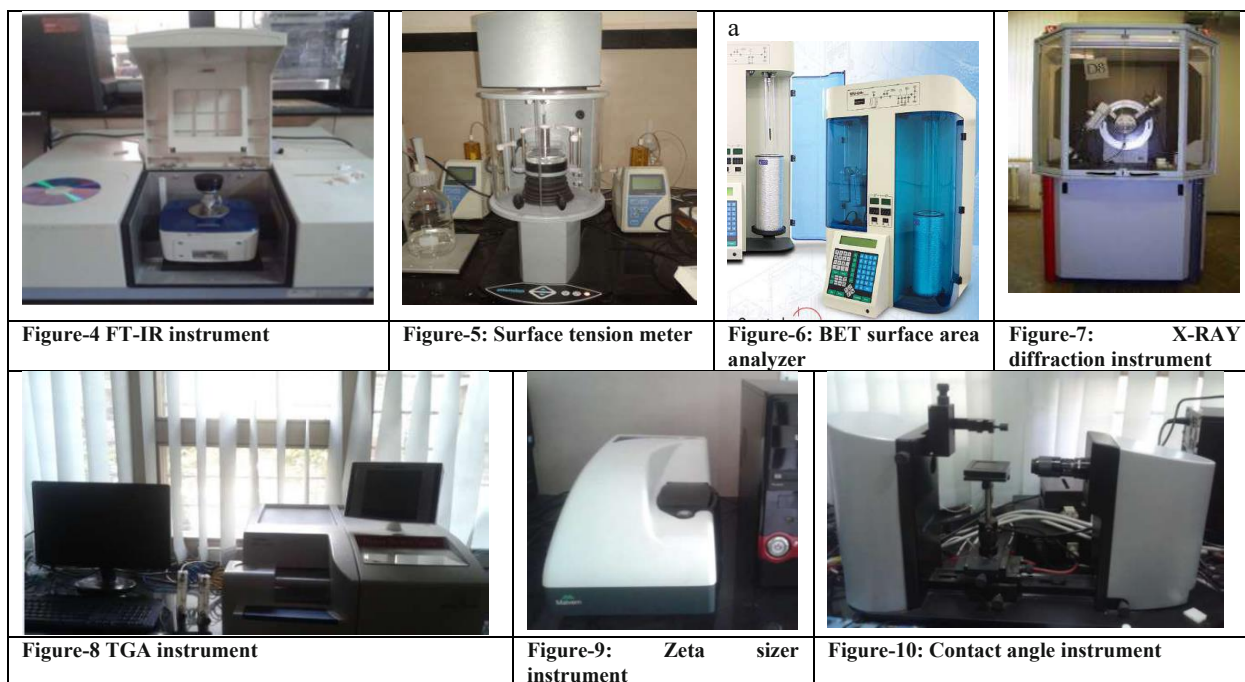 a
D8
Figure-4 FT-IR instrument
Figure-5: Surface tension meter
Figure-6: BET surface area
analyzer
Figure-7: X-RAY
diffraction instrument
Malvern
Figure-8 TGA instrument
Figure-9: Zeta sizer
instrument
Figure-10: Contact angle instrument